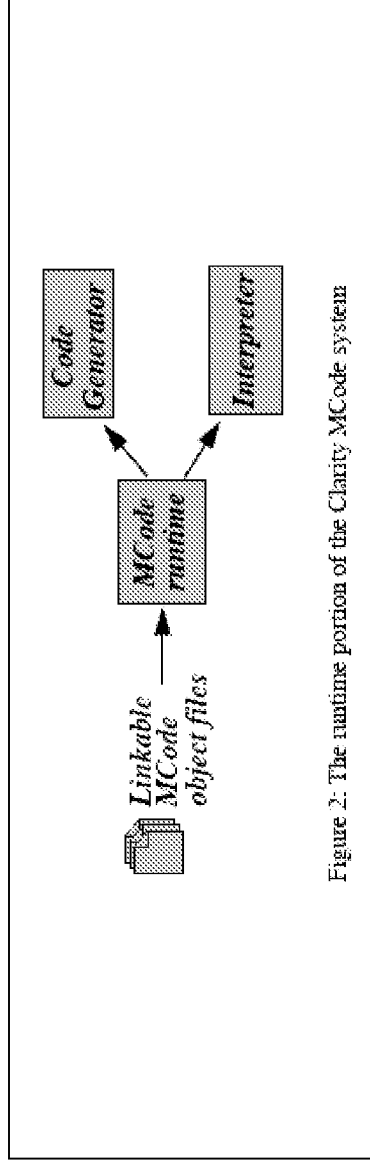 Linkable
MCode
object files
MCode
runtime
Code
Generator
Interpreter
Figure 2: The runtime portion of the Clarity MCode system